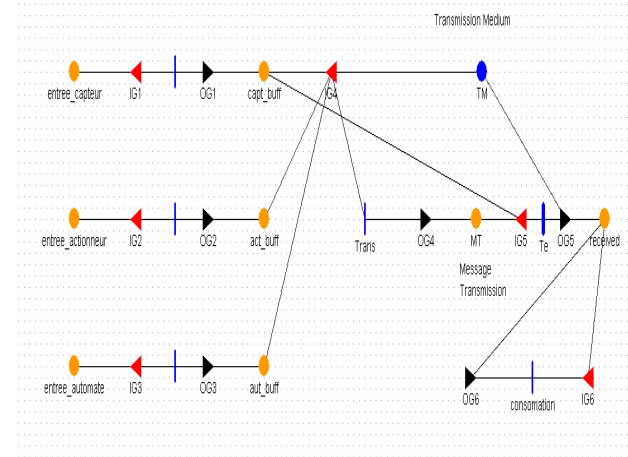 Transmission Medium
entree_capteur IG1 OG1 capt_buff IG4 TM
entree_actionneur IG2 OG2 act_buff Trans OG4 MT IG5 Te OG5 received
Message
Transmission
entree_automate IG3 OG3 aut_buff
OG6 consomation IG6